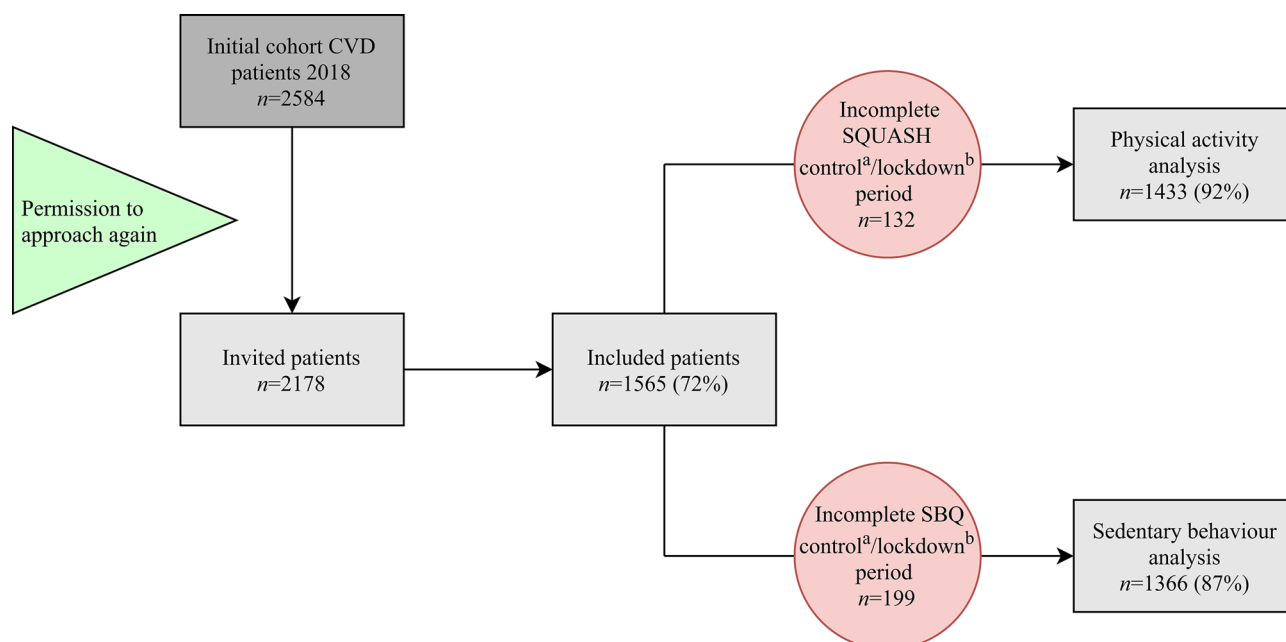 Initial cohort CVD
patients 2018
n=2584
Permission to
approach again
Invited patients
n=2178
Included patients
n=1565 (72%)
Incomplete
SQUASH
controlᵃ/lockdownᵇ
period
n=132
Physical activity
analysis
n=1433 (92%)
Incomplete SBQ
controlᵃ/lockdownᵇ
period
n=199
Sedentary behaviour
analysis
n=1366 (87%)